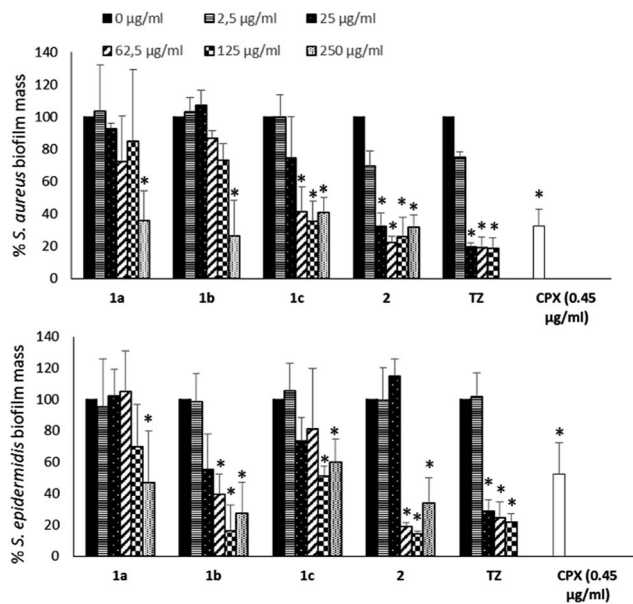 0 µg/ml 2,5 µg/ml 25 µg/ml
62,5 µg/ml 125 µg/ml 250 µg/ml
% S. aureus biofilm mass
140
120
100
80
60
40
20
0
* * * * * * * * * * * * *
1a 1b 1c 2 TZ CPX (0.45
µg/ml)
% S. epidermidis biofilm mass
140
120
100
80
60
40
20
0
* * * * * * * * * * * * *
1a 1b 1c 2 TZ CPX (0.45
µg/ml)